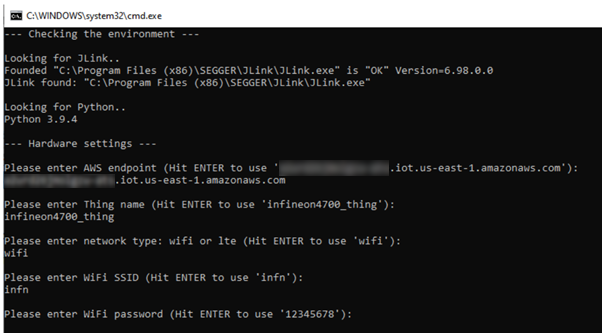 C:\WINDOWS\system32\cmd.exe
--- Checking the environment ---
Looking for JLink..
Founded "C:\Program Files (x86)\SEGGER\JLink\JLink.exe" is "OK" Version=6.98.0.0
JLink found: "C:\Program Files (x86)\SEGGER\JLink\JLink.exe"
Looking for Python..
Python 3.9.4
--- Hardware settings ---
Please enter AWS endpoint (Hit ENTER to use '.iot.us-east-1.amazonaws.com'):
.iot.us-east-1.amazonaws.com
Please enter Thing name (Hit ENTER to use 'infineon4700_thing'):
infineon4700_thing
Please enter network type: wifi or lte (Hit ENTER to use 'wifi'):
wifi
Please enter WiFi SSID (Hit ENTER to use 'infn'):
infn
Please enter WiFi password (Hit ENTER to use '12345678'):